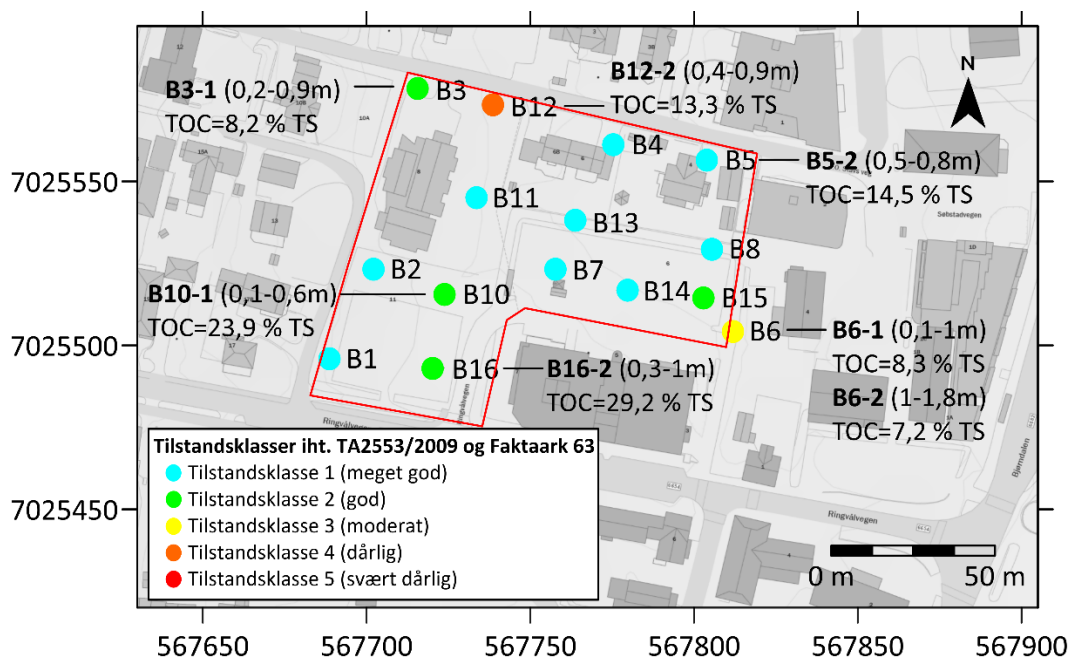 N
B3-1 (0,2-0,9m)
TOC=8,2 % TS
B3
B12
B12-2 (0,4-0,9m)
TOC=13,3 % TS
B4
B5
B5-2 (0,5-0,8m)
TOC=14,5 % TS
B11
B13
B8
B2
B7
B14
B10-1 (0,1-0,6m)
TOC=23,9 % TS
B10
B15
B6
B6-1 (0,1-1m)
TOC=8,3 % TS
B6-2 (1-1,8m)
TOC=7,2 % TS
B1
B16
B16-2 (0,3-1m)
TOC=29,2 % TS
Søbstadvegen
Ringvålvegen
Ringvålvegen
Ringvålvegen
Bjørndalen
7025550
7025500
7025450
Tilstandsklasser iht. TA2553/2009 og Faktaark 63
Tilstandsklasse 1 (meget god)
Tilstandsklasse 2 (god)
Tilstandsklasse 3 (moderat)
Tilstandsklasse 4 (dårlig)
Tilstandsklasse 5 (svært dårlig)
0 m
50 m
567650
567700
567750
567800
567850
567900